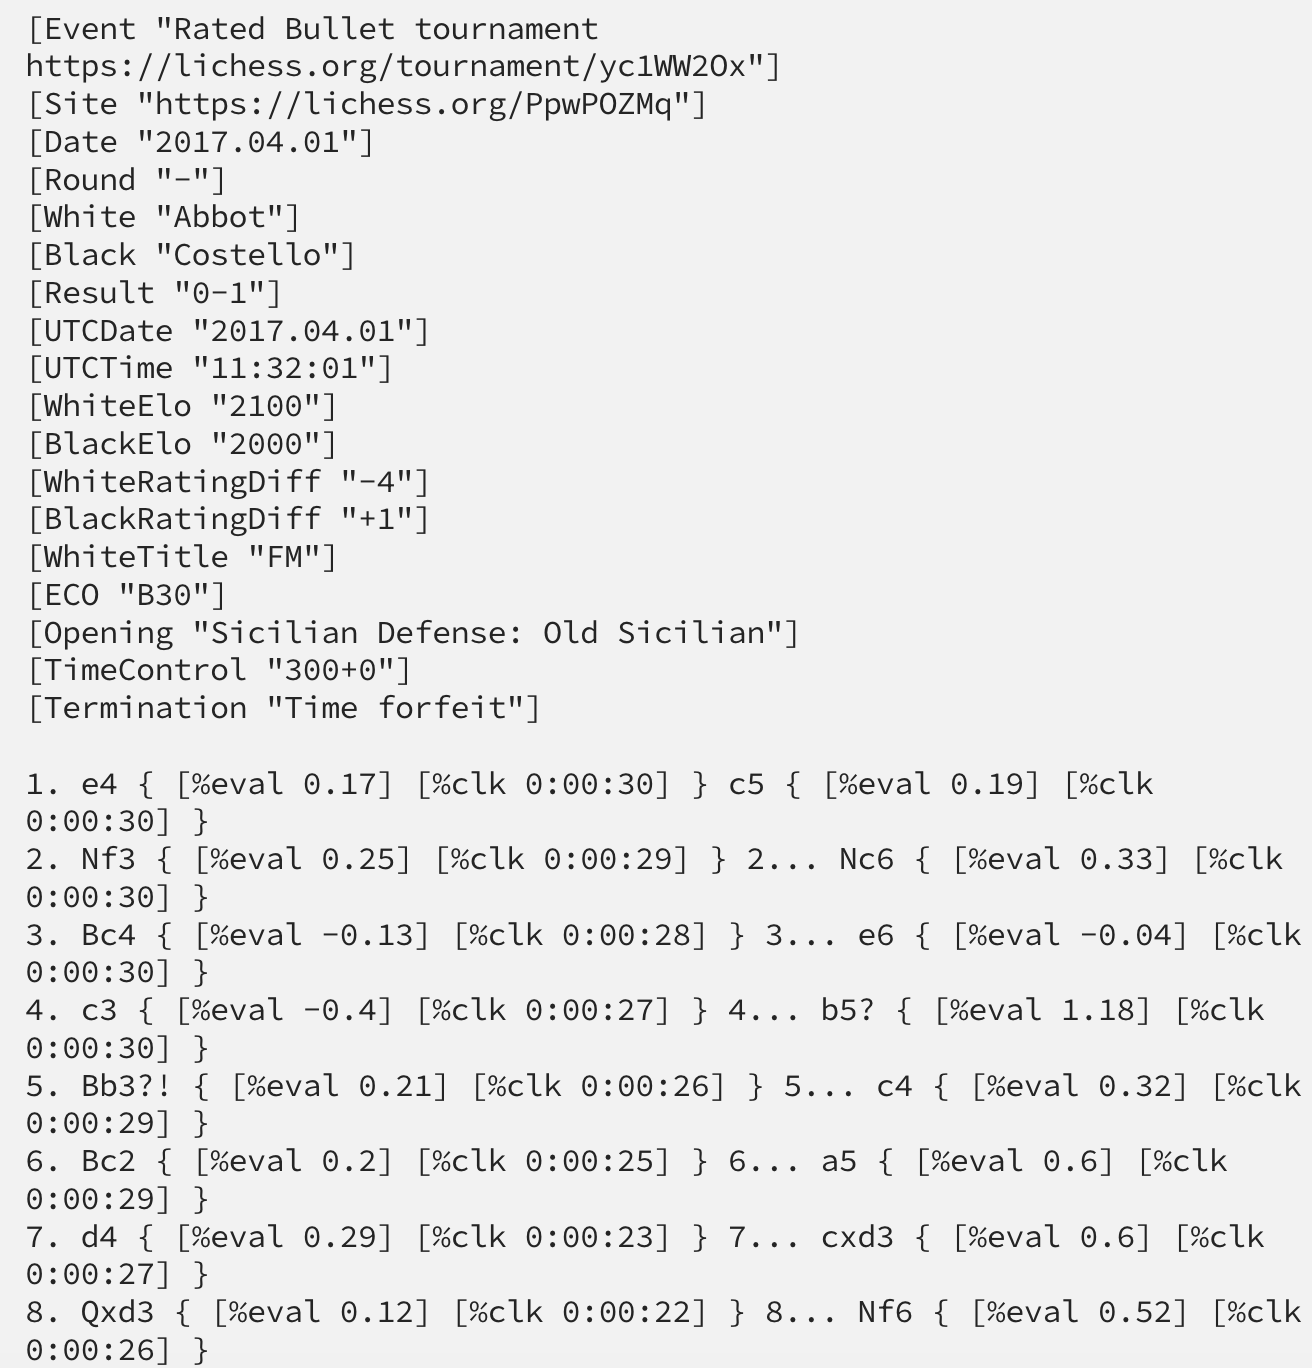 [Event "Rated Bullet tournament
https://lichess.org/tournament/yc1WW2Ox"]
[Site "https://lichess.org/PpwPOZMq"]
[Date "2017.04.01"]
[Round "-"]
[White "Abbot"]
[Black "Costello"]
[Result "0-1"]
[UTCDate "2017.04.01"]
[UTCTime "11:32:01"]
[WhiteElo "2100"]
[BlackElo "2000"]
[WhiteRatingDiff "-4"]
[BlackRatingDiff "+1"]
[WhiteTitle "FM"]
[ECO "B30"]
[Opening "Sicilian Defense: Old Sicilian"]
[TimeControl "300+0"]
[Termination "Time forfeit"]

1. e4 { [%eval 0.17] [%clk 0:00:30] } c5 { [%eval 0.19] [%clk
0:00:30] }
2. Nf3 { [%eval 0.25] [%clk 0:00:29] } 2... Nc6 { [%eval 0.33] [%clk
0:00:30] }
3. Bc4 { [%eval -0.13] [%clk 0:00:28] } 3... e6 { [%eval -0.04] [%clk
0:00:30] }
4. c3 { [%eval -0.4] [%clk 0:00:27] } 4... b5? { [%eval 1.18] [%clk
0:00:30] }
5. Bb3?! { [%eval 0.21] [%clk 0:00:26] } 5... c4 { [%eval 0.32] [%clk
0:00:29] }
6. Bc2 { [%eval 0.2] [%clk 0:00:25] } 6... a5 { [%eval 0.6] [%clk
0:00:29] }
7. d4 { [%eval 0.29] [%clk 0:00:23] } 7... cxd3 { [%eval 0.6] [%clk
0:00:27] }
8. Qxd3 { [%eval 0.12] [%clk 0:00:22] } 8... Nf6 { [%eval 0.52] [%clk
0:00:26] }